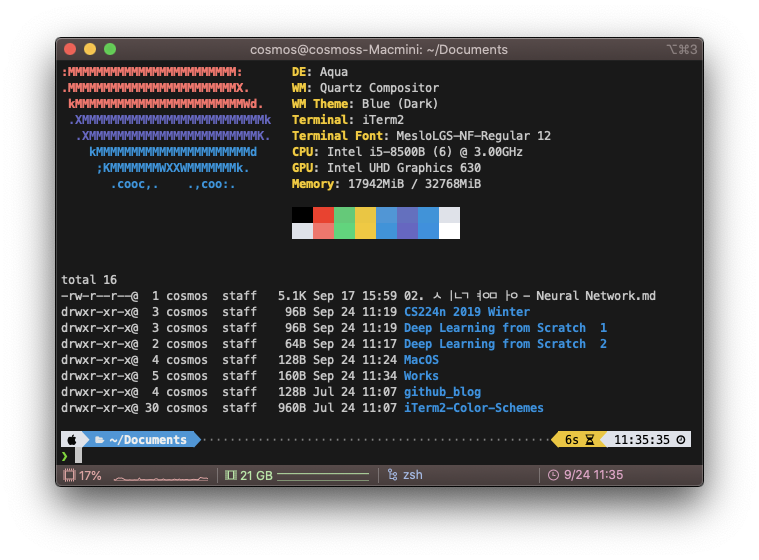 cosmos@cosmoss-Macmini: ~/Documents
⌥⌘3
:MMMMMMMMMMMMMMMMMMMMMMMM: DE: Aqua
.MMMMMMMMMMMMMMMMMMMMMMMMX. WM: Quartz Compositor
kMMMMMMMMMMMMMMMMMMMMMMMMWd. WM Theme: Blue (Dark)
.XMMMMMMMMMMMMMMMMMMMMMMMMMMk Terminal: iTerm2
.XMMMMMMMMMMMMMMMMMMMMMMMMK. Terminal Font: MesloLGS-NF-Regular 12
kMMMMMMMMMMMMMMMMMMMMMMd CPU: Intel i5-8500B (6) @ 3.00GHz
;KMMMMMMMWXXWMMMMMMMk. GPU: Intel UHD Graphics 630
.cooc,. .,coo:. Memory: 17942MiB / 32768MiB
total 16
-rw-r--r--@ 1 cosmos staff 5.1K Sep 17 15:59 02. ㅅㅣㄴㄱㅕㅇㅁㅏㅇ - Neural Network.md
drwxr-xr-x@ 3 cosmos staff 96B Sep 24 11:19 CS224n 2019 Winter
drwxr-xr-x@ 3 cosmos staff 96B Sep 24 11:19 Deep Learning from Scratch 1
drwxr-xr-x@ 2 cosmos staff 64B Sep 24 11:17 Deep Learning from Scratch 2
drwxr-xr-x@ 4 cosmos staff 128B Sep 24 11:24 MacOS
drwxr-xr-x@ 5 cosmos staff 160B Sep 24 11:34 Works
drwxr-xr-x@ 4 cosmos staff 128B Jul 24 11:07 github_blog
drwxr-xr-x@ 30 cosmos staff 960B Jul 24 11:07 iTerm2-Color-Schemes
~/Documents 6s 11:35:35
❯
17% 21 GB zsh 9/24 11:35